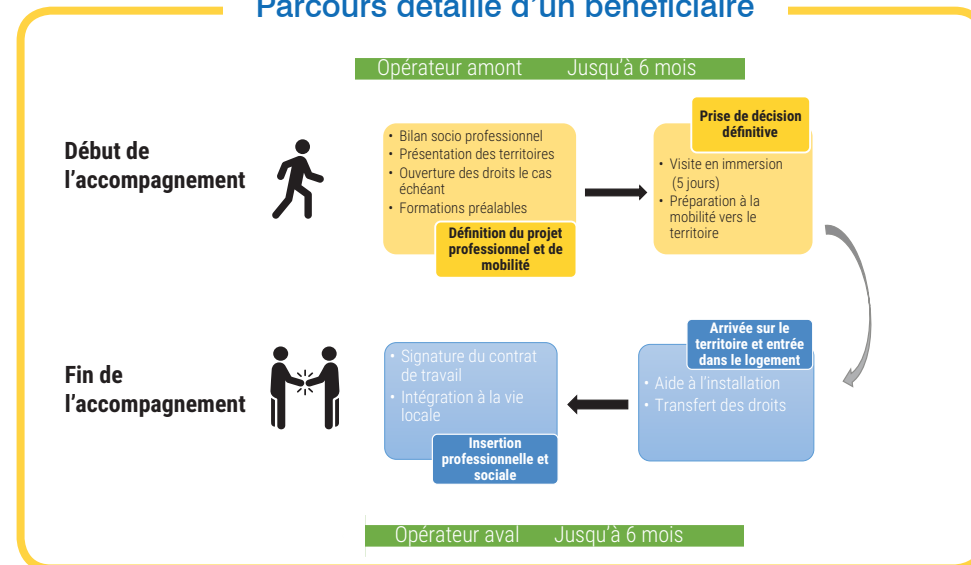 Parcours détaillé d'un bénéficiaire
Opérateur amont Jusqu'à 6 mois
Début de
l'accompagnement
• Bilan socio professionnel
• Présentation des territoires
• Ouverture des droits le cas
échéant
• Formations préalables
Définition du projet
professionnel et de
mobilité
Prise de décision
définitive
• Visite en immersion
(5 jours)
• Préparation à la
mobilité vers le
territoire
Fin de
l'accompagnement
• Signature du contrat
de travail
• Intégration à la vie
locale
Insertion
professionnelle et
sociale
Arrivée sur le
territoire et entrée
dans le logement
• Aide à l'installation
• Transfert des droits
Opérateur aval Jusqu'à 6 mois